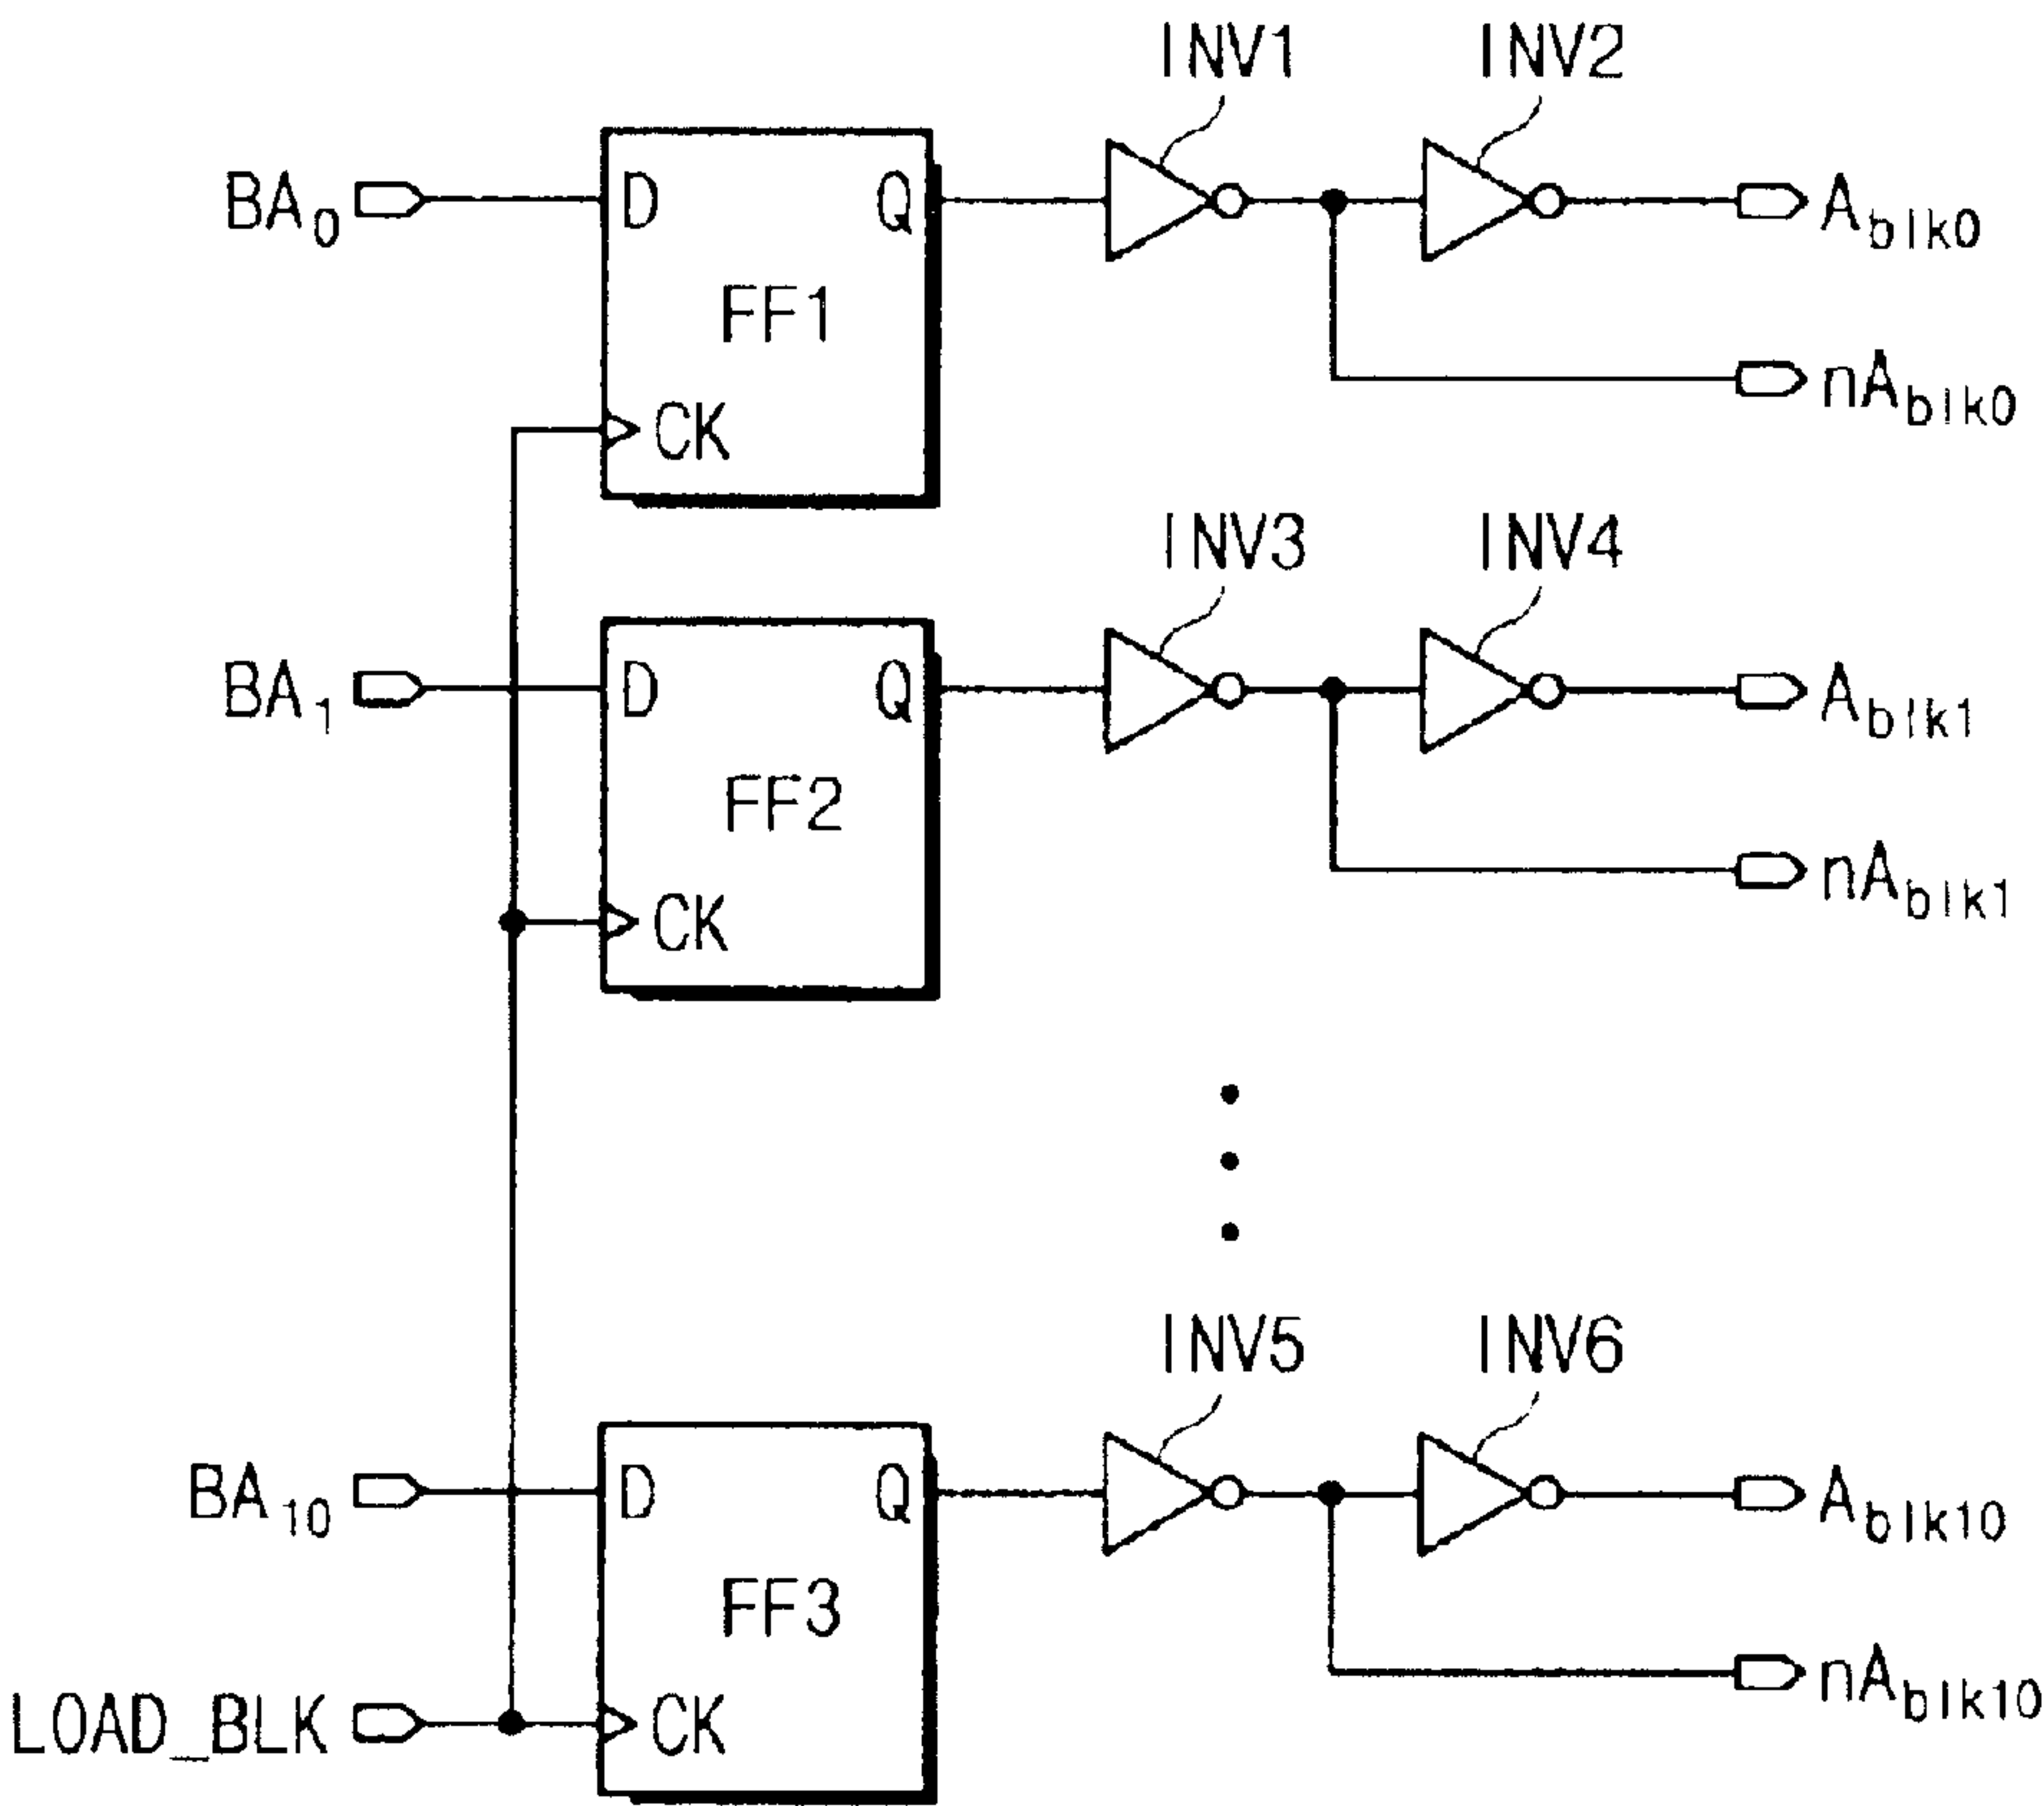 INV1 INV2
BA0 D Q Ablk0
FF1
nAblk0
CK
INV3 INV4
BA1 D Q Ablk1
FF2
nAblk1
CK
INV5 INV6
BA10 D Q Ablk10
FF3
nAblk10
LOAD_BLK CK